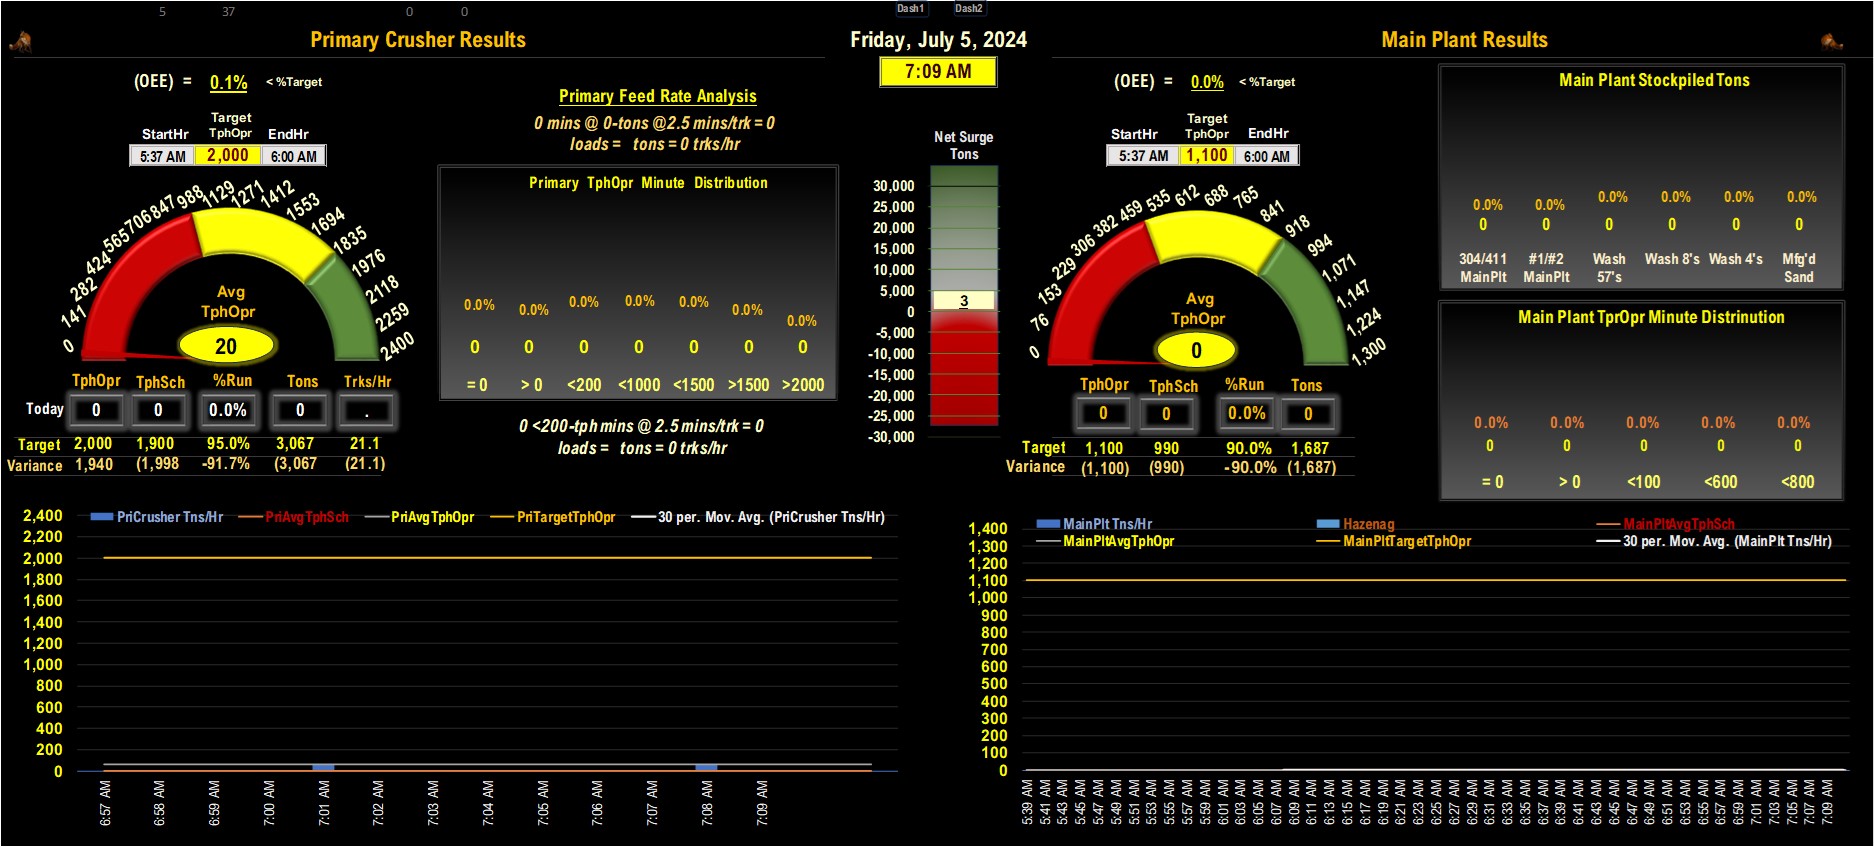 5 37 0 0 Dash1 Dash2
Primary Crusher Results
Friday, July 5, 2024
7:09 AM
Main Plant Results
(OEE) = 0.1% < %Target
Target
StartHr TphOpr EndHr
5:37 AM 2,000 6:00 AM
0 141 282 424 565 706 847 988 1129 1271 1412 1553 1694 1835 1976 2118 2259 2400
Avg
TphOpr
20
TphOpr TphSch %Run Tons Trks/Hr
Today 0 0 0.0% 0 .
Target 2,000 1,900 95.0% 3,067 21.1
Variance 1,940 (1,998 -91.7% (3,067 (21.1)
Primary Feed Rate Analysis
0 mins @ 0-tons @2.5 mins/trk = 0
loads = tons = 0 trks/hr
Primary TphOpr Minute Distribution
0.0% 0.0% 0.0% 0.0% 0.0% 0.0% 0.0%
0 0 0 0 0 0 0
= 0 > 0 <200 <1000 <1500 >1500 >2000
0 <200-tph mins @ 2.5 mins/trk = 0
loads = tons = 0 trks/hr
Net Surge
Tons
30,000
25,000
20,000
15,000
10,000
5,000
3
0
-5,000
-10,000
-15,000
-20,000
-25,000
-30,000
(OEE) = 0.0% < %Target
Target
StartHr TphOpr EndHr
5:37 AM 1,100 6:00 AM
0 76 153 229 306 382 459 535 612 688 765 841 918 994 1,071 1,147 1,224 1,300
Avg
TphOpr
0
TphOpr TphSch %Run Tons
0 0 0.0% 0
Target 1,100 990 90.0% 1,687
Variance (1,100) (990) -90.0% (1,687)
Main Plant Stockpiled Tons
0.0% 0.0% 0.0% 0.0% 0.0% 0.0%
0 0 0 0 0 0
304/411 #1/#2 Wash Wash 8's Wash 4's Mfg'd
MainPlt MainPlt 57's Sand
Main Plant TprOpr Minute Distrinution
0.0% 0.0% 0.0% 0.0% 0.0%
0 0 0 0 0
= 0 > 0 <100 <600 <800
PriCrusher Tns/Hr PriAvgTphSch PriAvgTphOpr PriTargetTphOpr 30 per. Mov. Avg. (PriCrusher Tns/Hr)
2,400
2,200
2,000
1,800
1,600
1,400
1,200
1,000
800
600
400
200
0
6:57 AM 6:58 AM 6:59 AM 7:00 AM 7:01 AM 7:02 AM 7:03 AM 7:04 AM 7:05 AM 7:06 AM 7:07 AM 7:08 AM 7:09 AM
MainPlt Tns/Hr Hazenag MainPltAvgTphSch
MainPltAvgTphOpr MainPltTargetTphOpr 30 per. Mov. Avg. (MainPlt Tns/Hr)
1,400
1,300
1,200
1,100
1,000
900
800
700
600
500
400
300
200
100
0
5:39 AM 5:41 AM 5:43 AM 5:45 AM 5:47 AM 5:49 AM 5:51 AM 5:53 AM 5:55 AM 5:57 AM 5:59 AM 6:01 AM 6:03 AM 6:05 AM 6:07 AM 6:09 AM 6:11 AM 6:13 AM 6:15 AM 6:17 AM 6:19 AM 6:21 AM 6:23 AM 6:25 AM 6:27 AM 6:29 AM 6:31 AM 6:33 AM 6:35 AM 6:37 AM 6:39 AM 6:41 AM 6:43 AM 6:45 AM 6:47 AM 6:49 AM 6:51 AM 6:53 AM 6:55 AM 6:57 AM 6:59 AM 7:01 AM 7:03 AM 7:05 AM 7:07 AM 7:09 AM